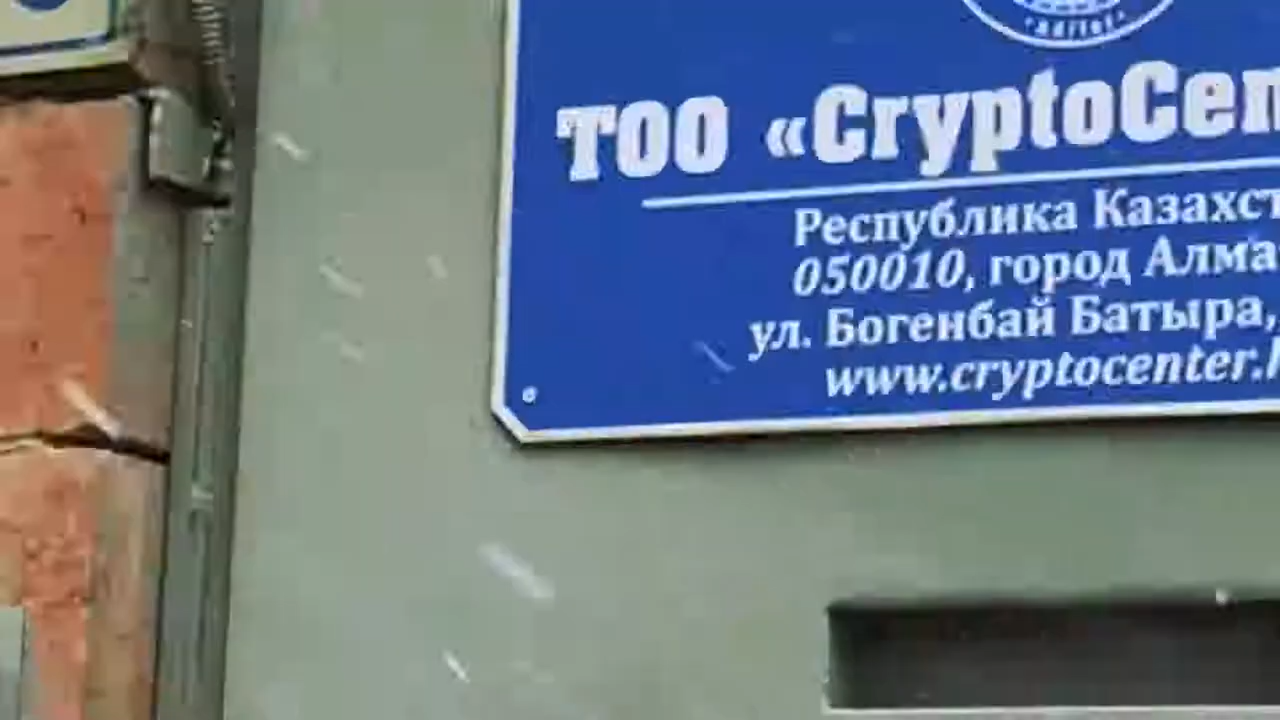 ТОО «CryptoCen
Республика Казахст
050010, город Алма
ул. Богенбай Батыра,
www.cryptocenter.